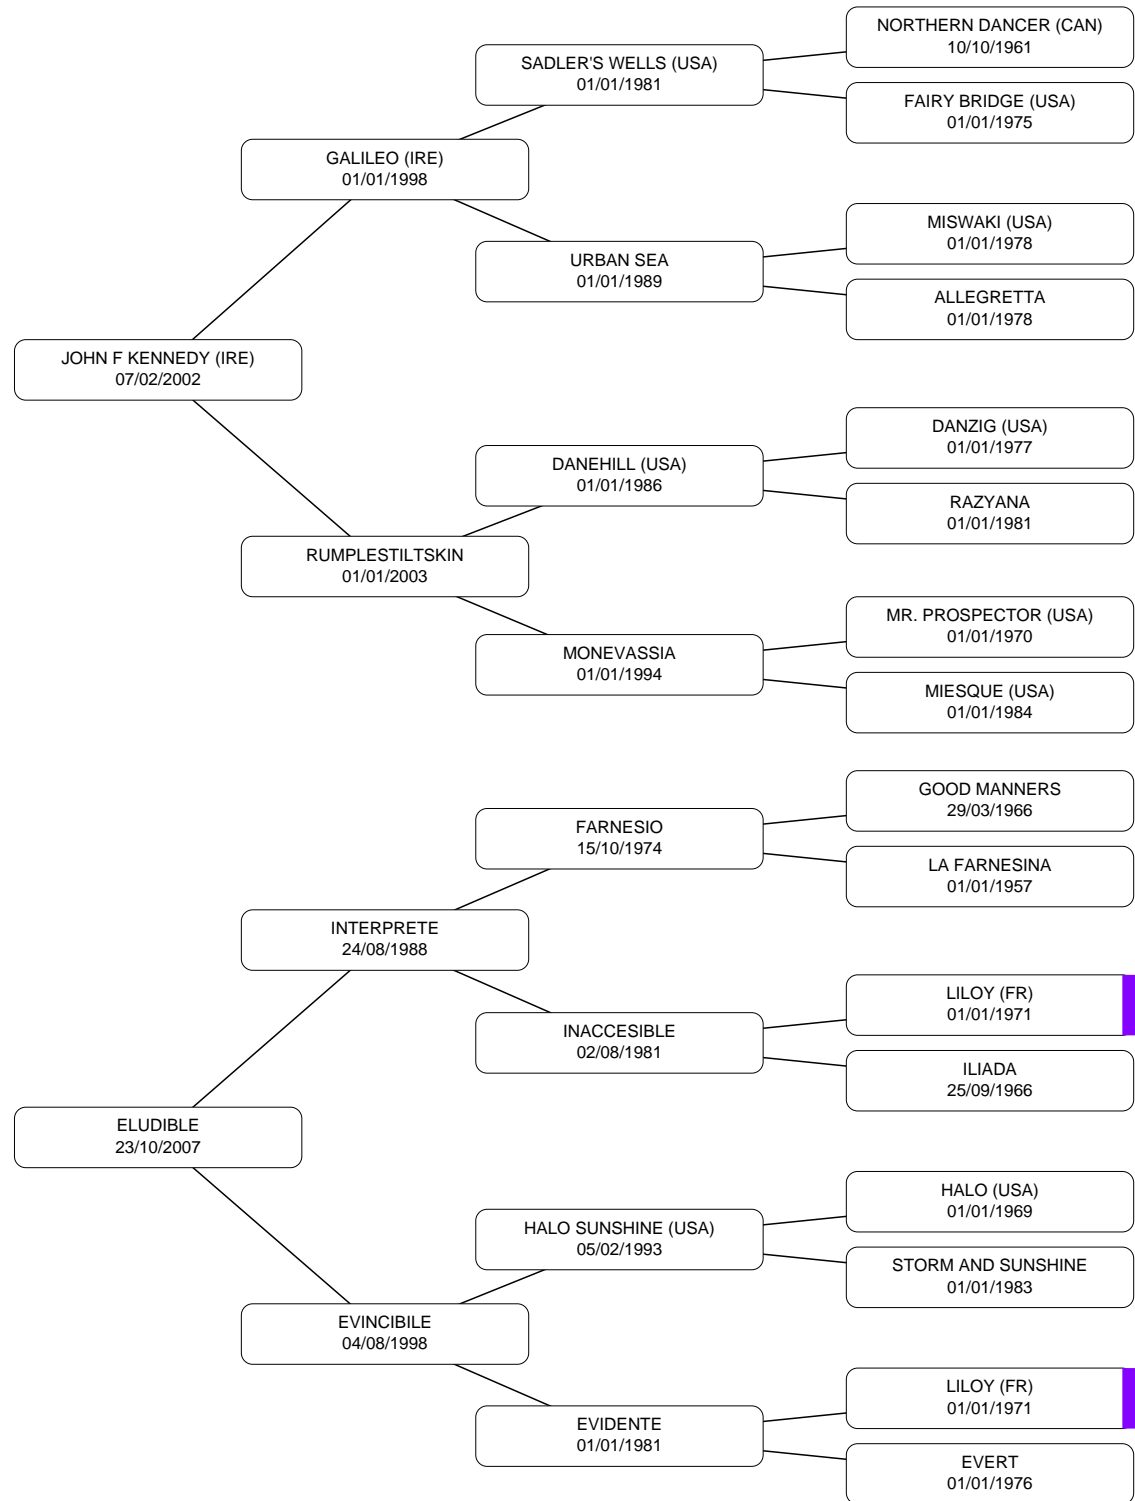 NORTHERN DANCER (CAN)
10/10/1961
SADLER'S WELLS (USA)
01/01/1981
FAIRY BRIDGE (USA)
01/01/1975
GALILEO (IRE)
01/01/1998
MISWAKI (USA)
01/01/1978
URBAN SEA
01/01/1989
ALLEGRETTA
01/01/1978
JOHN F KENNEDY (IRE)
07/02/2002
DANZIG (USA)
01/01/1977
DANEHILL (USA)
01/01/1986
RAZYANA
01/01/1981
RUMPLESTILTSKIN
01/01/2003
MR. PROSPECTOR (USA)
01/01/1970
MONEVASSIA
01/01/1994
MIESQUE (USA)
01/01/1984
GOOD MANNERS
29/03/1966
FARNESIO
15/10/1974
LA FARNESINA
01/01/1957
INTERPRETE
24/08/1988
LILOY (FR)
01/01/1971
INACCESIBLE
02/08/1981
ILIADA
25/09/1966
ELUDIBLE
23/10/2007
HALO (USA)
01/01/1969
HALO SUNSHINE (USA)
05/02/1993
STORM AND SUNSHINE
01/01/1983
EVINCIBILE
04/08/1998
LILOY (FR)
01/01/1971
EVIDENTE
01/01/1981
EVERT
01/01/1976